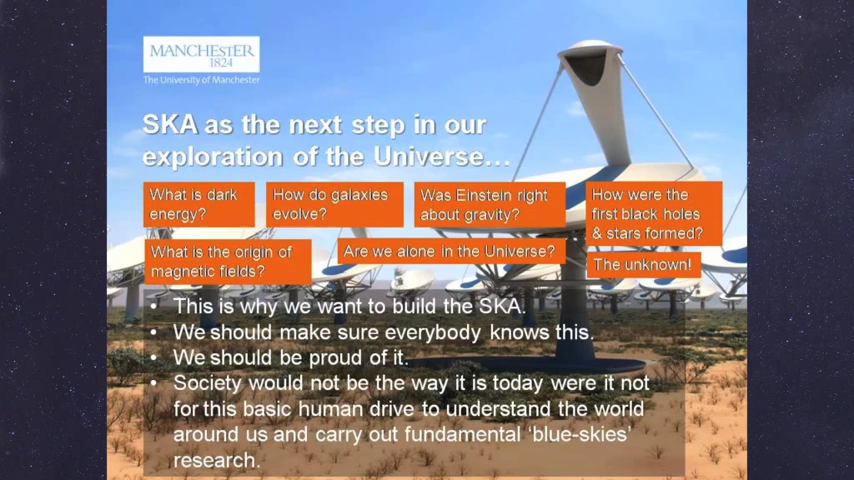 MANCHESTER
1824
The University of Manchester
SKA as the next step in our
exploration of the Universe...
What is dark
energy?
How do galaxies
evolve?
Was Einstein right
about gravity?
How were the
first black holes
& stars formed?
What is the origin of
magnetic fields?
Are we alone in the Universe?
The unknown!
• This is why we want to build the SKA.
• We should make sure everybody knows this.
• We should be proud of it.
• Society would not be the way it is today were it not
for this basic human drive to understand the world
around us and carry out fundamental ‘blue-skies’
research.